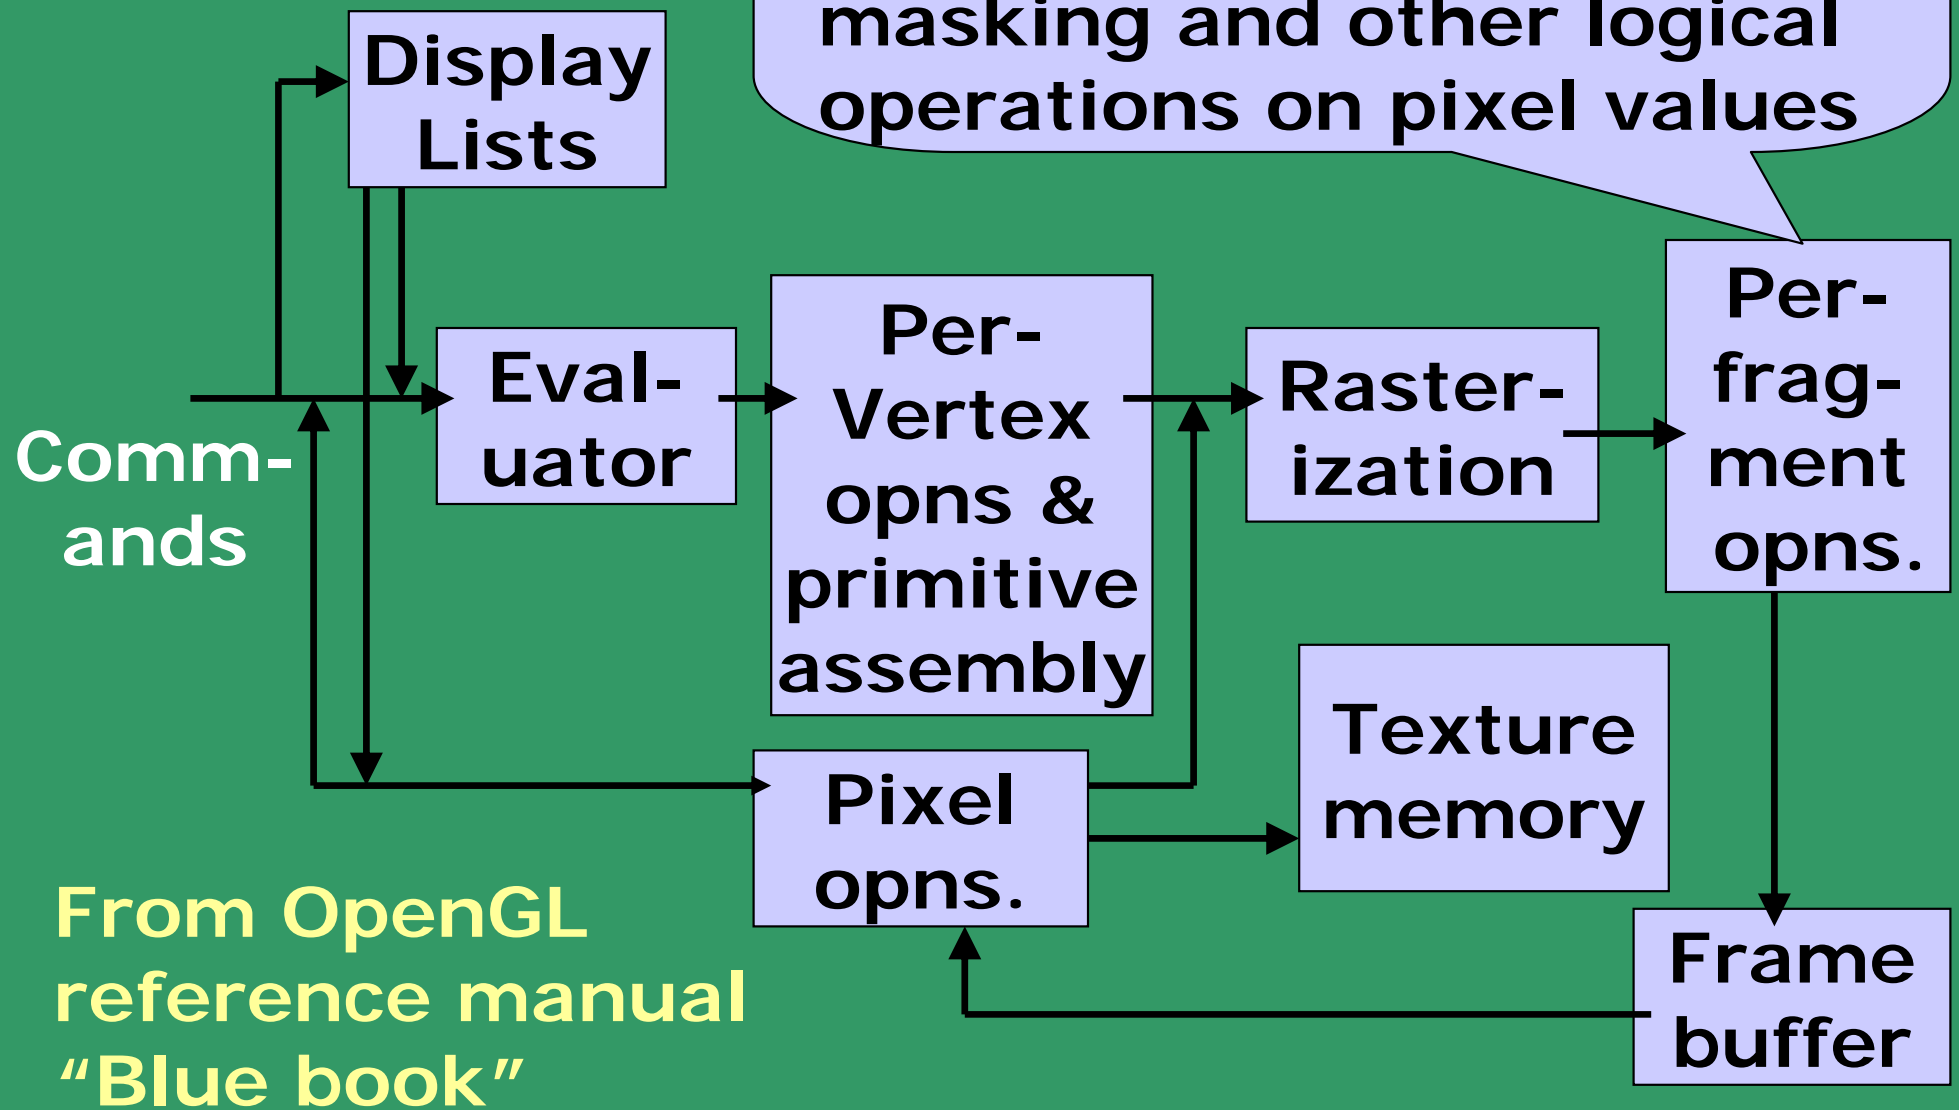 masking and other logical
operations on pixel values
Display
Lists
Comm-
ands
Eval-
uator
Per-
Vertex
opns &
primitive
assembly
Raster-
ization
Per-
frag-
ment
opns.
Pixel
opns.
Texture
memory
Frame
buffer
From OpenGL
reference manual
“Blue book”